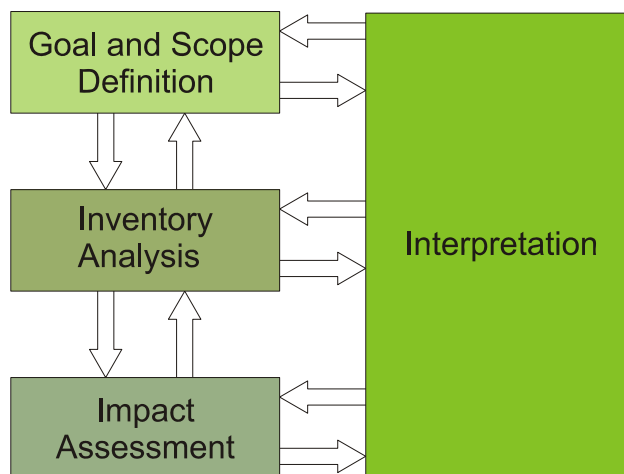 Goal and Scope
Definition
Inventory
Analysis
Interpretation
Impact
Assessment